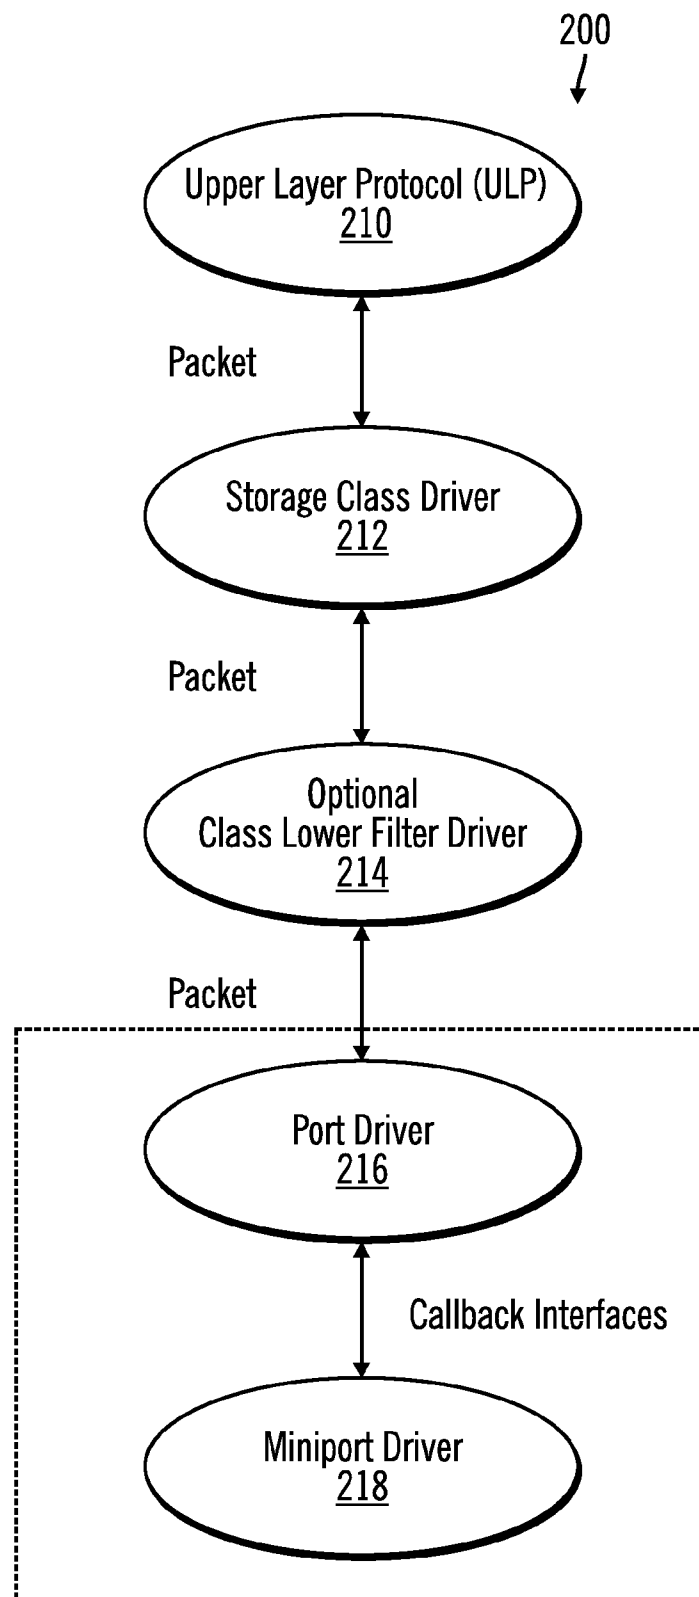 200
Upper Layer Protocol (ULP)
210
Packet
Storage Class Driver
212
Packet
Optional
Class Lower Filter Driver
214
Packet
Port Driver
216
Callback Interfaces
Miniport Driver
218